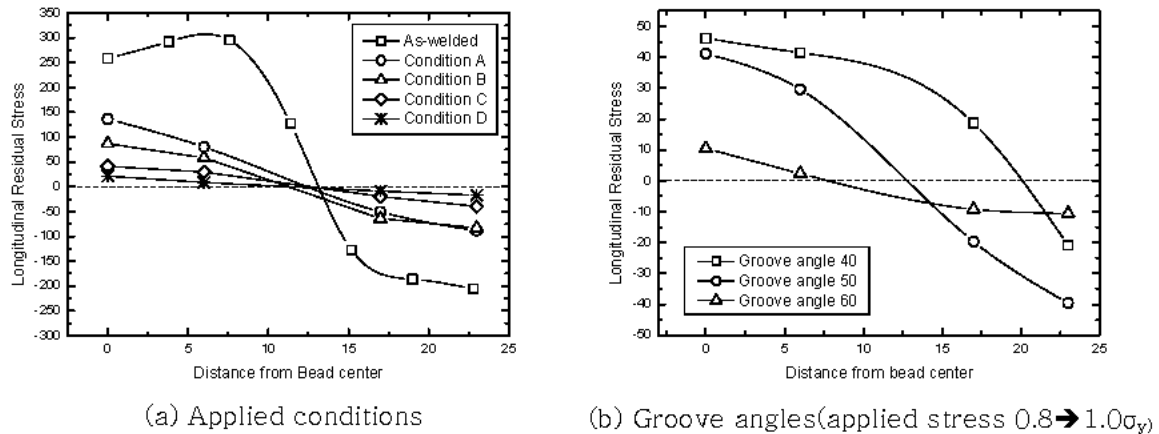 350
300
250
200
150
100
50
0
-50
-100
-150
-200
-250
-300
Longitudinal Residual Stress
As-welded
Condition A
Condition B
Condition C
Condition D
0 5 10 15 20 25
Distance from Bead center
(a) Applied conditions
50
40
30
20
10
0
-10
-20
-30
-40
-50
Longitudinal Residual Stress
Groove angle 40
Groove angle 50
Groove angle 60
0 5 10 15 20 25
Distance from bead center
(b) Groove angles(applied stress 0.8➔1.0σy)